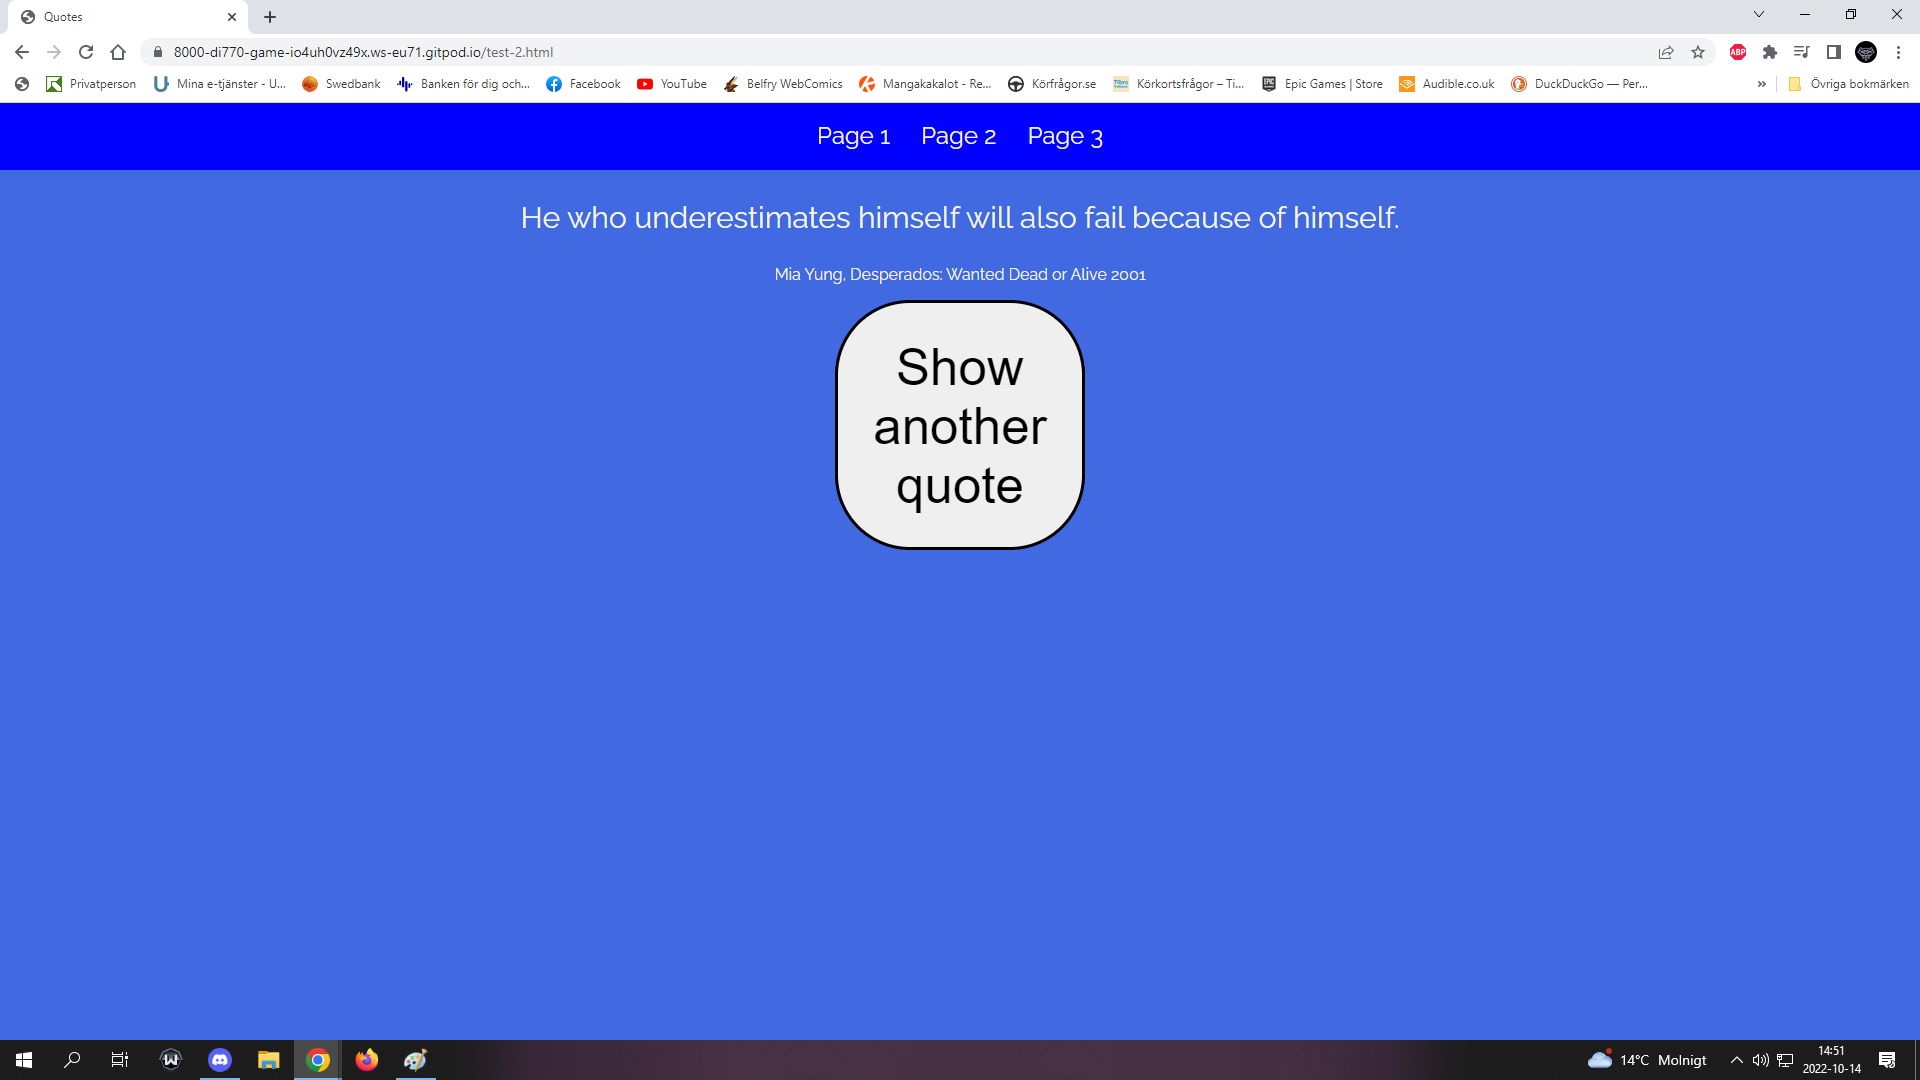 Quotes
8000-di770-game-io4uh0vz49x.ws-eu71.gitpod.io/test-2.html
ABP
Privatperson Mina e-tjänster - U... Swedbank Banken för dig och... Facebook YouTube Belfry WebComics Mangakakalot - Re... Körfrågor.se Körkortsfrågor – Ti... Epic Games | Store Audible.co.uk DuckDuckGo — Per... » Övriga bokmärken
Page 1 Page 2 Page 3
He who underestimates himself will also fail because of himself.
Mia Yung, Desperados: Wanted Dead or Alive 2001
Show
another
quote
14°C Molnigt
14:51
2022-10-14